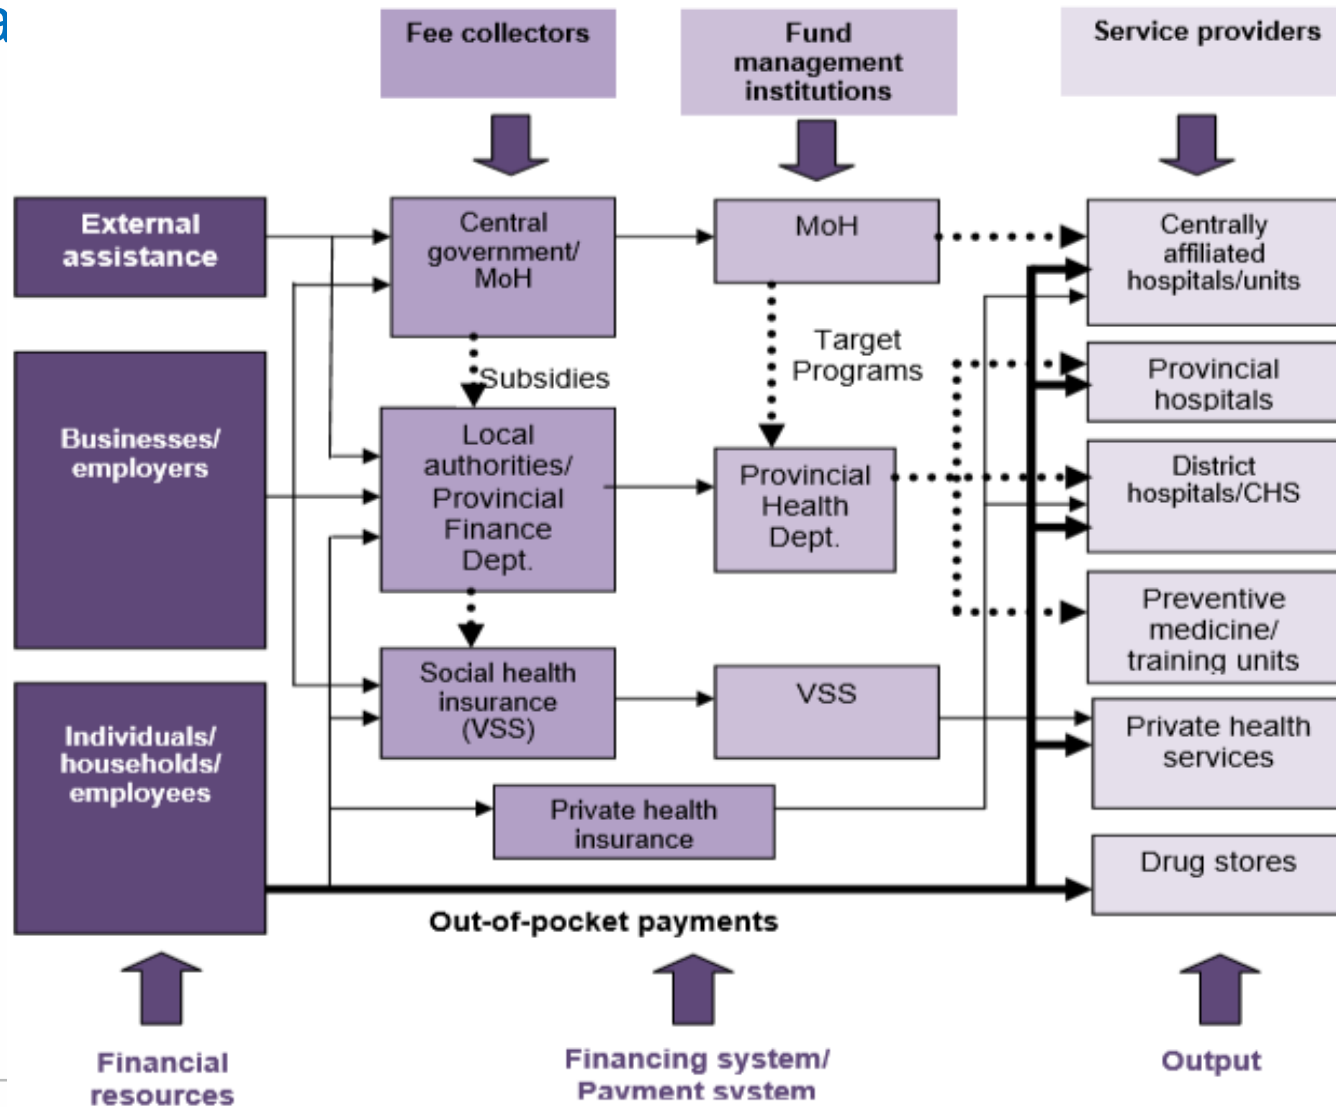 a
Fee collectors
Fund
management
institutions
Service providers
External
assistance
Central
government/
MoH
MoH
Centrally
affiliated
hospitals/units
Subsidies
Target
Programs
Provincial
hospitals
Businesses/
employers
Local
authorities/
Provincial
Finance
Dept.
Provincial
Health
Dept.
District
hospitals/CHS
Preventive
medicine/
training units
Individuals/
households/
employees
Social health
insurance
(VSS)
VSS
Private health
services
Private health
insurance
Drug stores
Out-of-pocket payments
Financial
resources
Financing system/
Payment system
Output